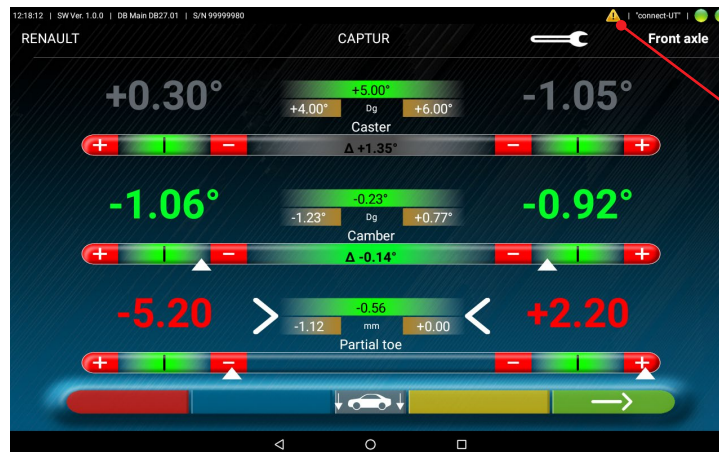 12:18:12 | SW Ver. 1.0.0 | DB Main DB27.01 | S/N 99999980 "connect-UT" |
RENAULT CAPTUR Front axle
+0.30° +5.00° -1.05°
+4.00° Dg +6.00°
Caster
+ - Δ +1.35° - +
-1.06° -0.23° -0.92°
-1.23° Dg +0.77°
Camber
+ - Δ -0.14° - +
-5.20 -0.56 +2.20
-1.12 mm +0.00
Partial toe
+ - - +